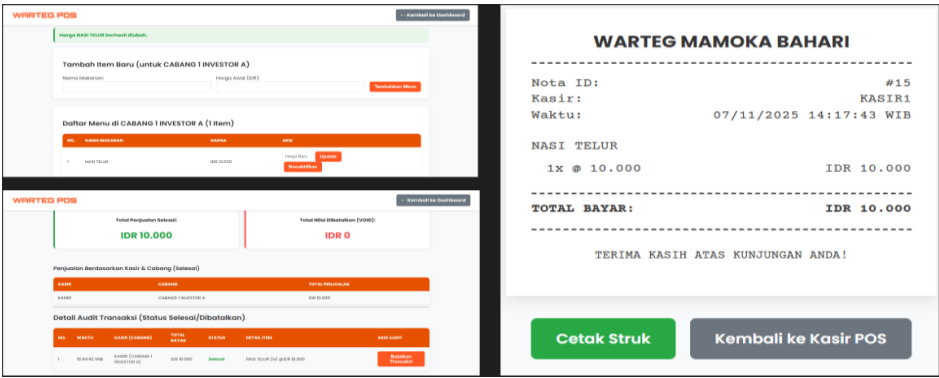 WARTEG POS
← Kembali ke Dashboard
Harga NASI TELUR berhasil diubah.
Tambah Item Baru (untuk CABANG 1 INVESTOR A)
Nama Makanan: Harga Awal (IDR):
Tambahkan Menu
Daftar Menu di CABANG 1 INVESTOR A (1 Item)
NO. NAMA MAKANAN HARGA AKSI
1 NASI TELUR IDR 10.000 Harga Baru Update
Nonaktifkan
WARTEG POS
← Kembali ke Dashboard
Total Penjualan Selesai: Total Nilai Dibatalkan (VOID):
IDR 10.000 IDR 0
Penjualan Berdasarkan Kasir & Cabang (Selesai)
KASIR CABANG TOTAL PENJUALAN
KASIR1 CABANG 1 INVESTOR A IDR 10.000
Detail Audit Transaksi (Status Selesai/Dibatalkan)
NO. WAKTU KASIR (CABANG) TOTAL BAYAR STATUS DETAIL ITEM AKSI AUDIT
1 WIB KASIR1 (CABANG 1 INVESTOR A) IDR 10.000 Selesai NASI TELUR (1x) @IDR 10.000 Batalkan Transaksi
WARTEG MAMOKA BAHARI
Nota ID: #15
Kasir: KASIR1
Waktu: 07/11/2025 14:17:43 WIB
NASI TELUR
1x @ 10.000 IDR 10.000
TOTAL BAYAR: IDR 10.000
TERIMA KASIH ATAS KUNJUNGAN ANDA!
Cetak Struk
Kembali ke Kasir POS